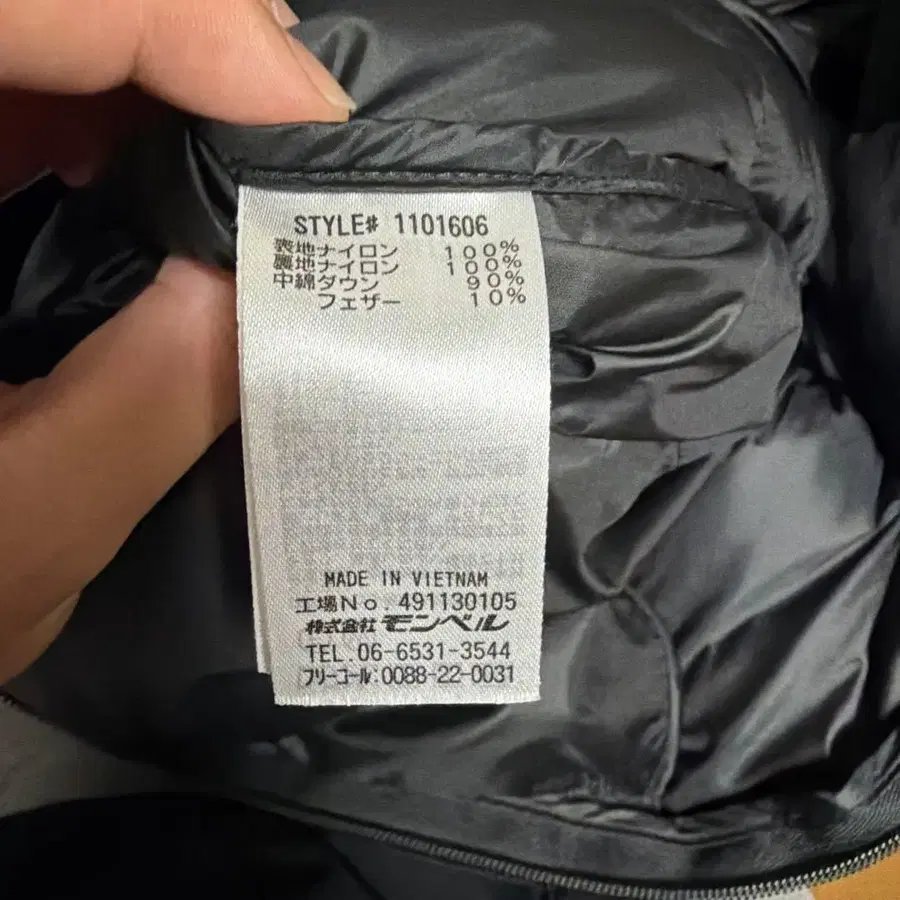 STYLE# 1101606
表地ナイロン 100%
裏地ナイロン 100%
中綿ダウン 90%
フェザー 10%
MADE IN VIETNAM
工場No. 491130105
株式会社 モンベル
TEL.06-6531-3544
フリーコール:0088-22-0031